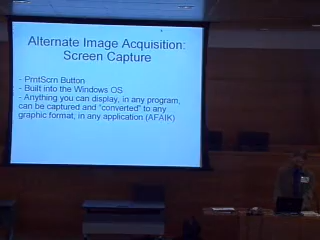 Alternate Image Acquisition:
Screen Capture
- PrntScrn Button
- Built into the Windows OS
- Anything you can display, in any program,
can be captured and "converted" to any
graphic format, in any application (AFAIK)